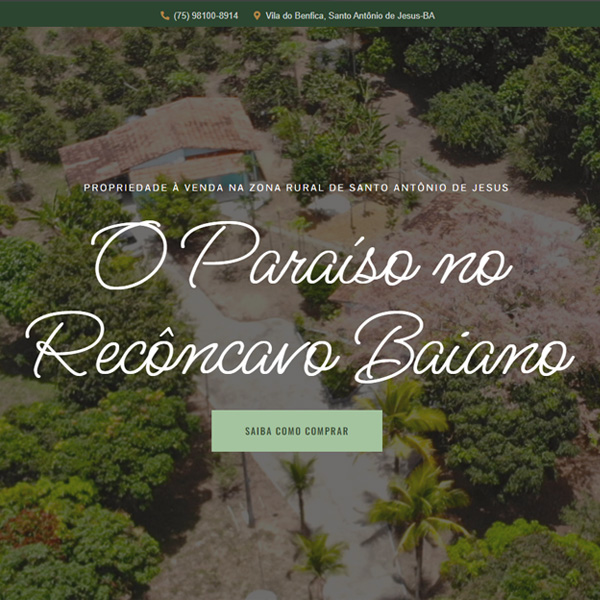 (75) 98100-8914 Vila do Benfica, Santo Antônio de Jesus-BA
PROPRIEDADE À VENDA NA ZONA RURAL DE SANTO ANTÔNIO DE JESUS
O Paraíso no
Recôncavo Baiano
SAIBA COMO COMPRAR